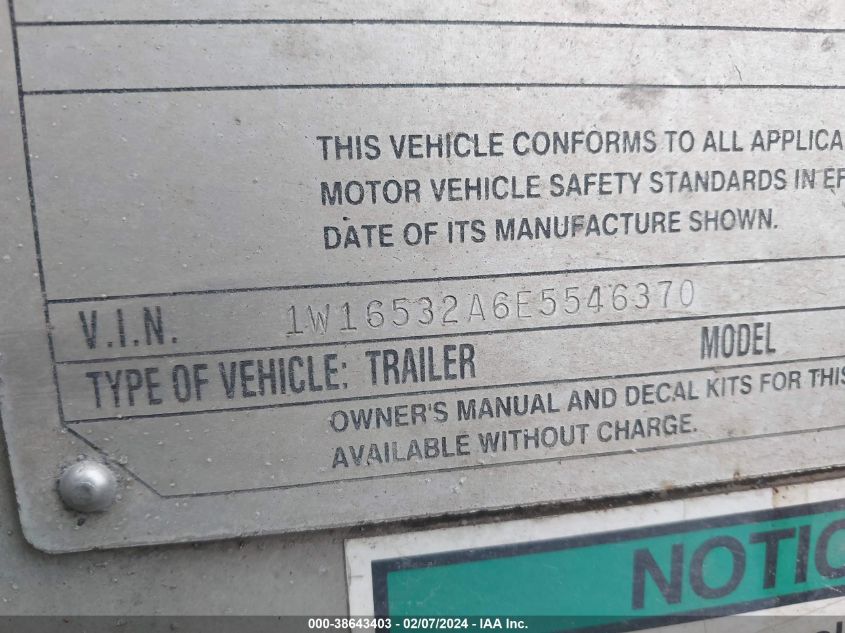 THIS VEHICLE CONFORMS TO ALL APPLICA
MOTOR VEHICLE SAFETY STANDARDS IN EF
DATE OF ITS MANUFACTURE SHOWN.
V.I.N. 1W16532A6E5546370
TYPE OF VEHICLE: TRAILER MODEL
OWNER'S MANUAL AND DECAL KITS FOR THIS
AVAILABLE WITHOUT CHARGE.
NOTIC
000-38643403 - 02/07/2024 - IAA Inc.